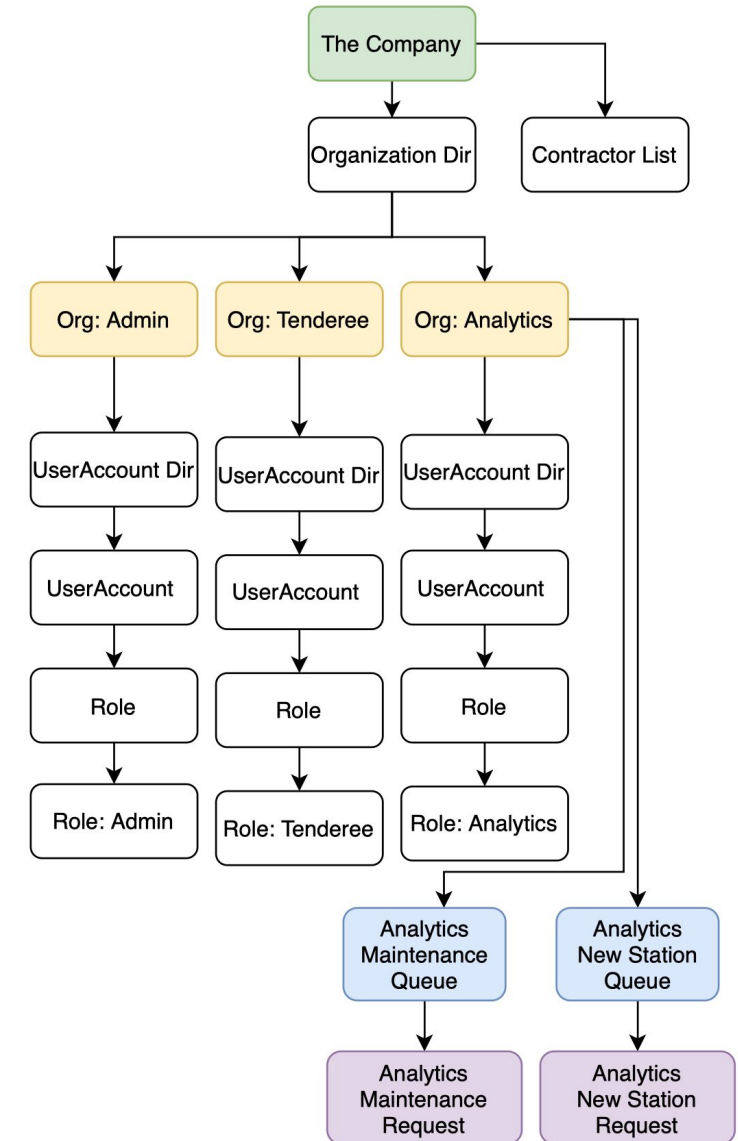 The Company
Organization Dir
Contractor List
Org: Admin
Org: Tenderee
Org: Analytics
UserAccount Dir
UserAccount Dir
UserAccount Dir
UserAccount
UserAccount
UserAccount
Role
Role
Role
Role: Admin
Role: Tenderee
Role: Analytics
Analytics
Maintenance
Queue
Analytics
New Station
Queue
Analytics
Maintenance
Request
Analytics
New Station
Request